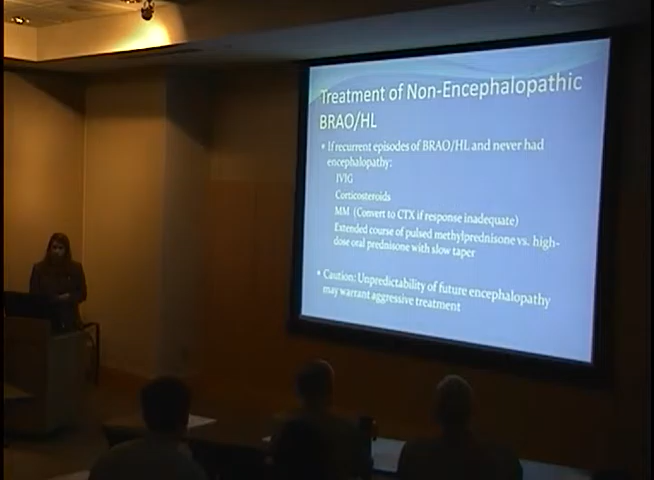 Treatment of Non-Encephalopathic
BRAO/HL
• If recurrent episodes of BRAO/HL and never had
encephalopathy:
IVIG
Corticosteroids
MM (Convert to CTX if response inadequate)
Extended course of pulsed methylprednisone vs. high-
dose oral prednisone with slow taper
• Caution: Unpredictability of future encephalopathy
may warrant aggressive treatment